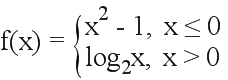 f(x) = { x² - 1, x ≤ 0
log₂x, x > 0